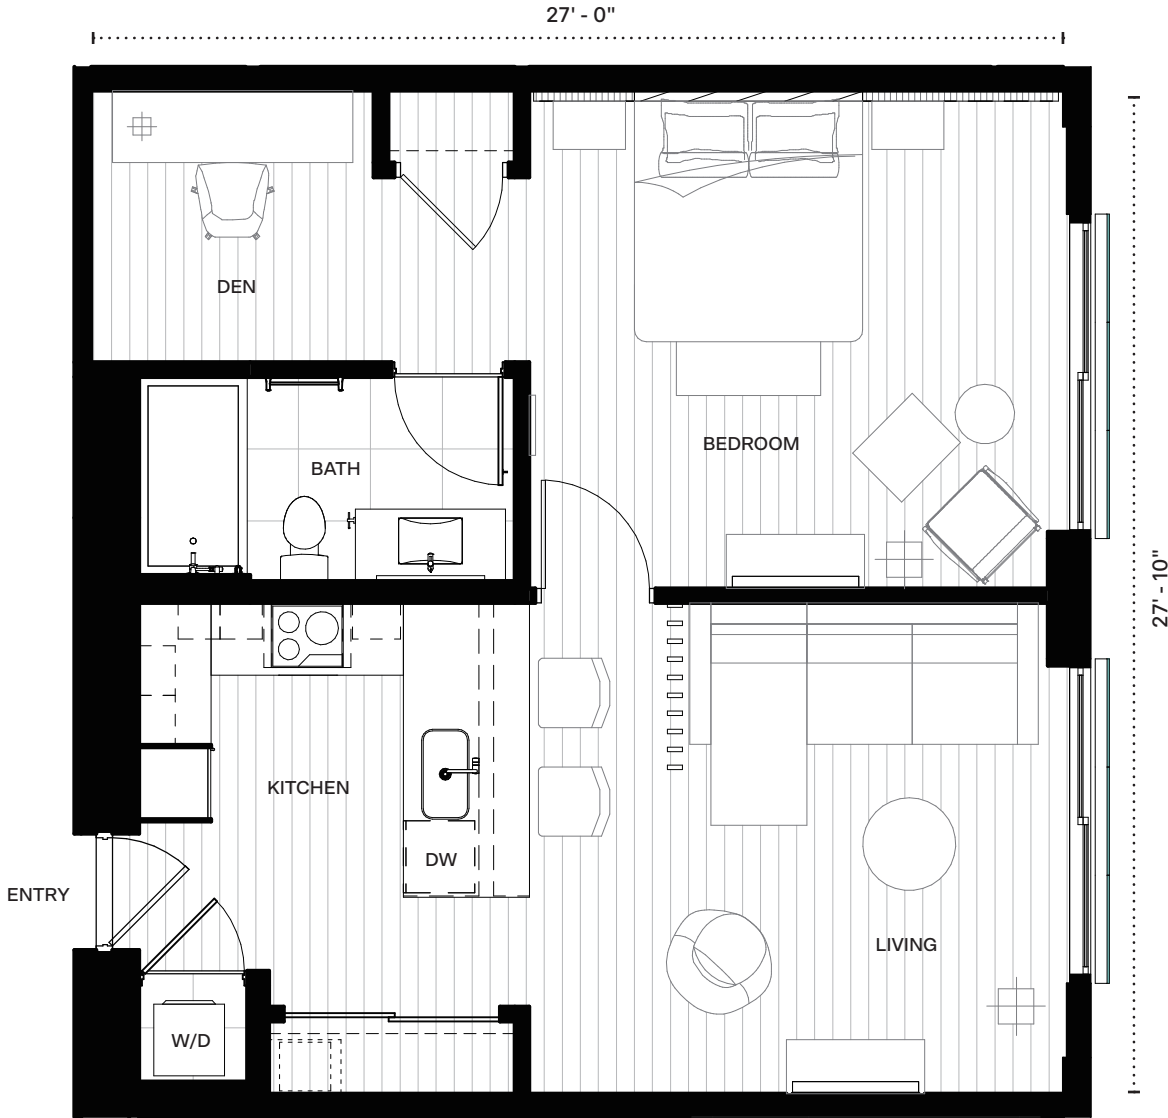 27' - 0"
DEN
BEDROOM
BATH
27' - 10"
KITCHEN
DW
ENTRY
LIVING
W/D